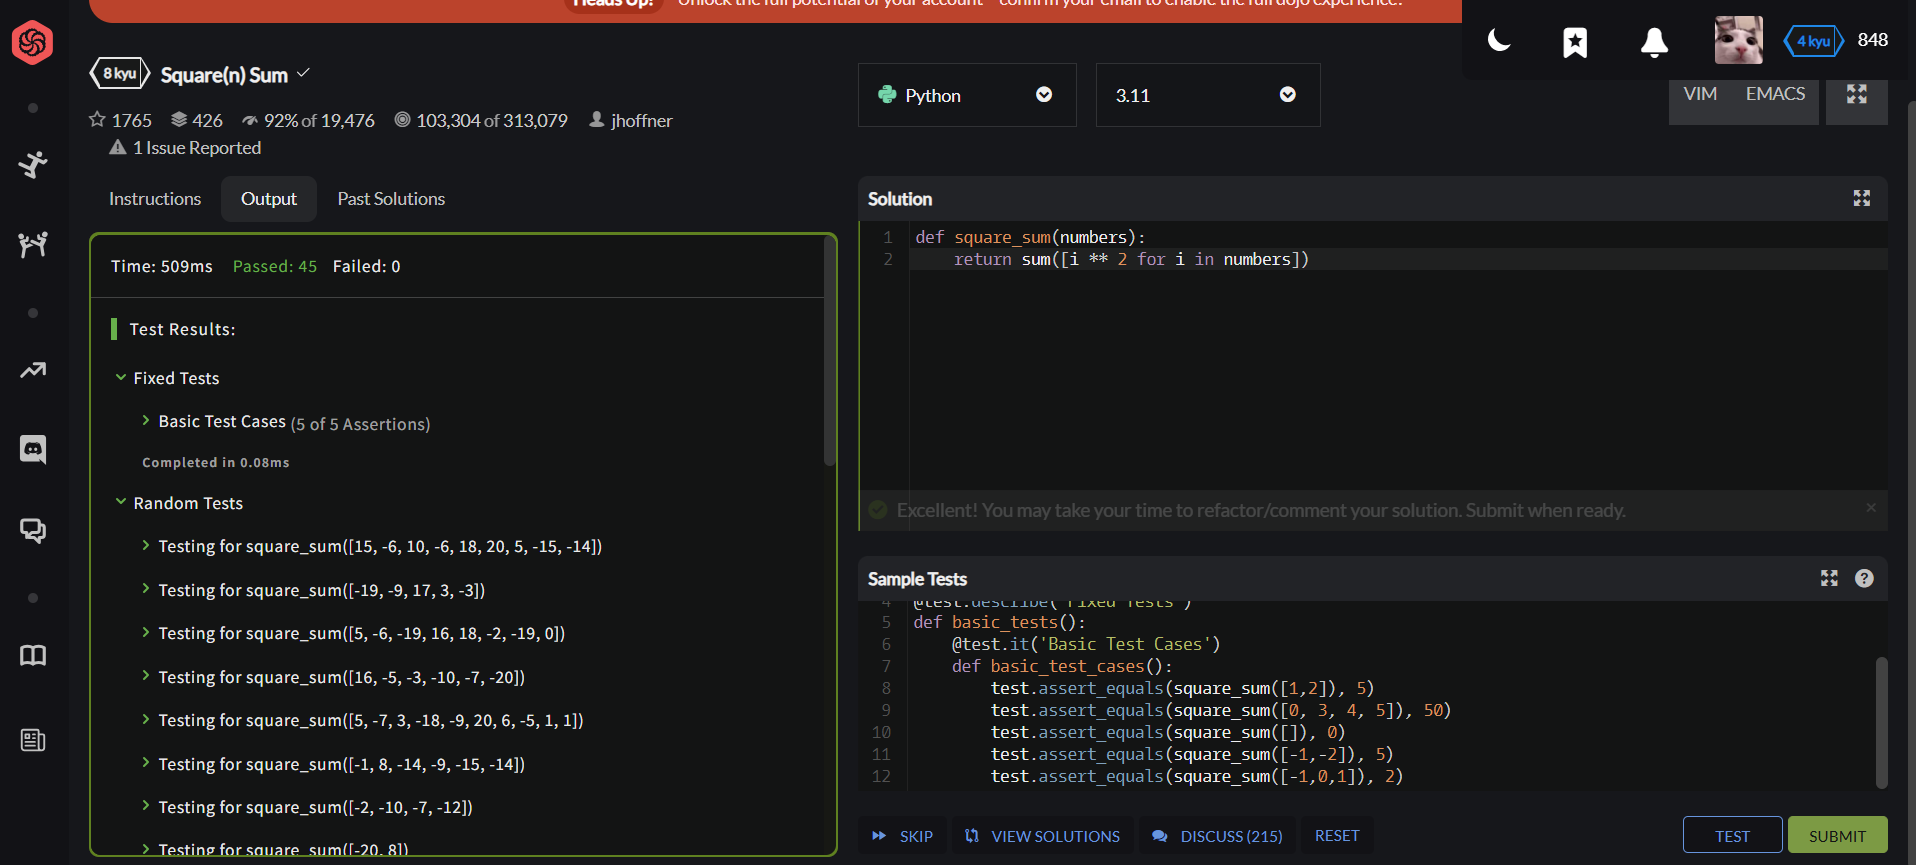 Heads Up! Unlock the full potential of your account - confirm your email to enable the full dojo experience!
4 kyu 848
8 kyu Square(n) Sum
1765 426 92% of 19,476 103,304 of 313,079 jhoffner
1 Issue Reported
Python
3.11
VIM EMACS
Instructions Output Past Solutions
Time: 509ms Passed: 45 Failed: 0
Test Results:
Fixed Tests
Basic Test Cases (5 of 5 Assertions)
Completed in 0.08ms
Random Tests
Testing for square_sum([15, -6, 10, -6, 18, 20, 5, -15, -14])
Testing for square_sum([-19, -9, 17, 3, -3])
Testing for square_sum([5, -6, -19, 16, 18, -2, -19, 0])
Testing for square_sum([16, -5, -3, -10, -7, -20])
Testing for square_sum([5, -7, 3, -18, -9, 20, 6, -5, 1, 1])
Testing for square_sum([-1, 8, -14, -9, -15, -14])
Testing for square_sum([-2, -10, -7, -12])
Testing for square_sum([-20, 8])
Solution
1 def square_sum(numbers):
2 return sum([i ** 2 for i in numbers])
Excellent! You may take your time to refactor/comment your solution. Submit when ready.
Sample Tests
4 @test.describe('Fixed Tests')
5 def basic_tests():
6 @test.it('Basic Test Cases')
7 def basic_test_cases():
8 test.assert_equals(square_sum([1,2]), 5)
9 test.assert_equals(square_sum([0, 3, 4, 5]), 50)
10 test.assert_equals(square_sum([]), 0)
11 test.assert_equals(square_sum([-1,-2]), 5)
12 test.assert_equals(square_sum([-1,0,1]), 2)
SKIP VIEW SOLUTIONS DISCUSS (215) RESET
TEST SUBMIT